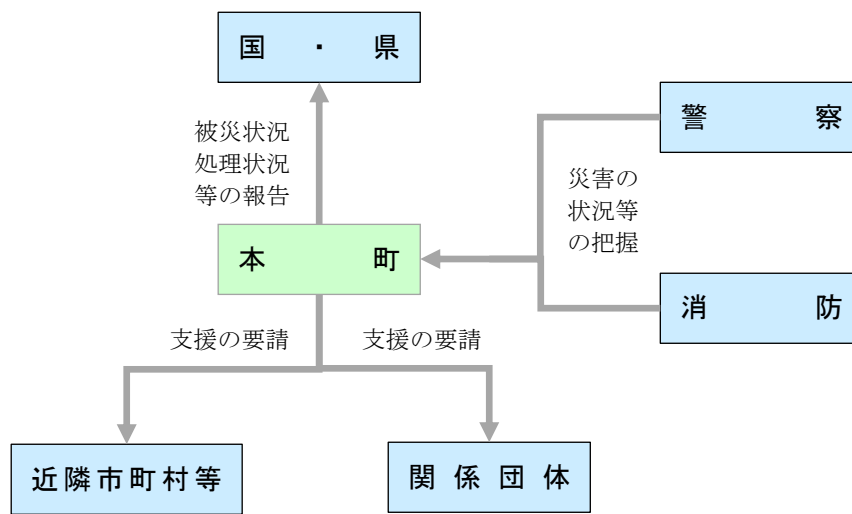 国・県
警察
被災状況
処理状況
等の報告
災害の
状況等
の把握
本町
消防
支援の要請
支援の要請
近隣市町村等
関係団体